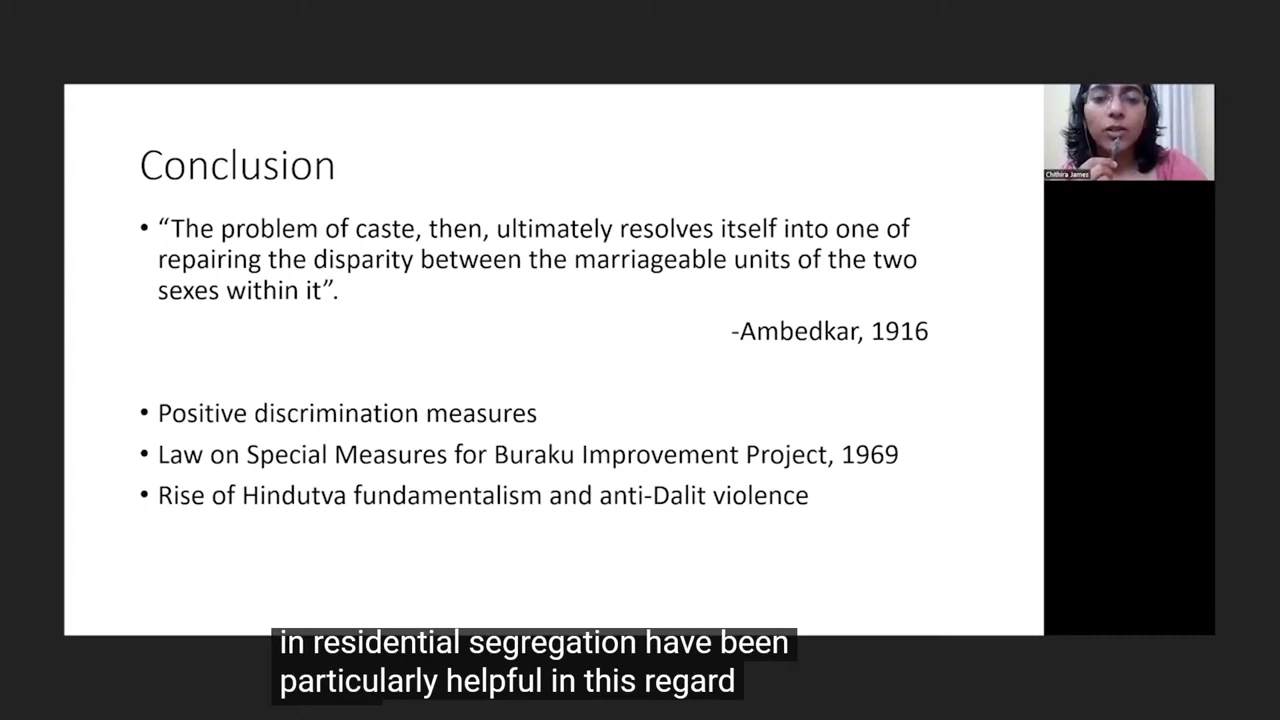 Conclusion
• “The problem of caste, then, ultimately resolves itself into one of
repairing the disparity between the marriageable units of the two
sexes within it”.
-Ambedkar, 1916
• Positive discrimination measures
• Law on Special Measures for Buraku Improvement Project, 1969
• Rise of Hindutva fundamentalism and anti-Dalit violence
Chithira James
in residential segregation have been
particularly helpful in this regard